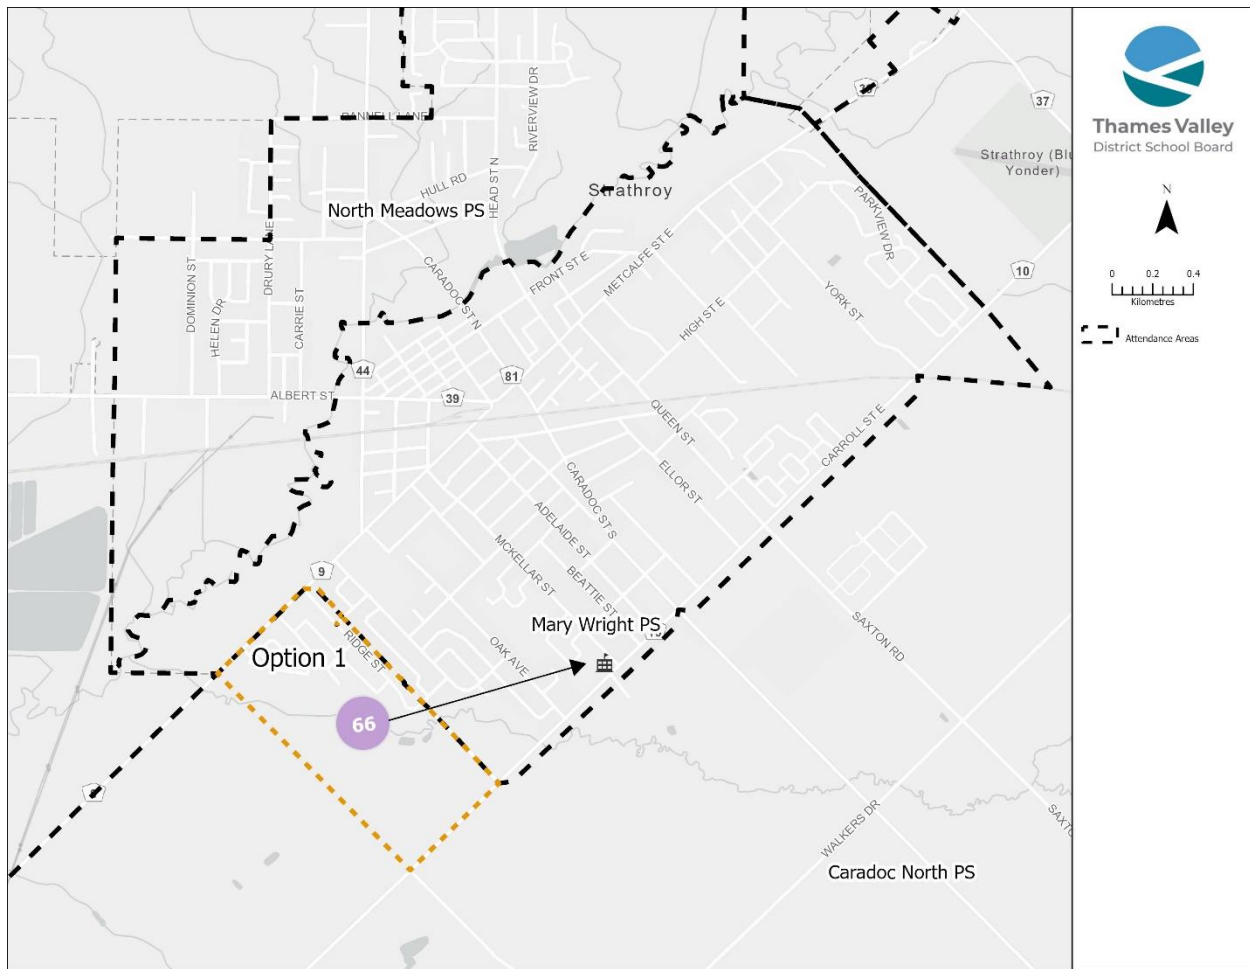 Thames Valley
District School Board
N
0 0.2 0.4
Kilometres
Attendance Areas
37
PANNELL LANE
RIVERVIEW DR
HEAD ST N
HULL RD
Strathroy
Strathroy (Blu
Yonder)
North Meadows PS
PARKVIEW DR
DRURY LANE
DOMINION ST
HELEN DR
CARRIE ST
CARADOC ST N
FRONT ST E
METCALFE ST E
HIGH ST E
YORK ST
10
44
81
39
ALBERT ST
QUEEN ST
ELLOR ST
CARROLL ST E
CARADOC ST S
ADELAIDE ST
MCKELLAR ST
BEATTIE ST
9
Mary Wright PS
SAXTON RD
RIDGE ST
OAK AVE
Option 1
66
WALKERS DR
SAXTO
Caradoc North PS